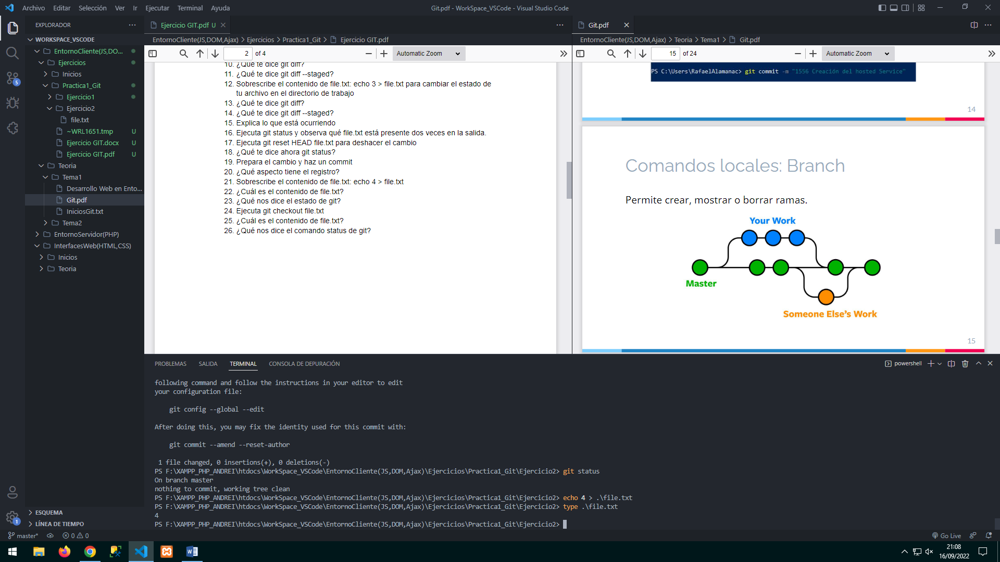 Archivo Editar Selección Ver Ir Ejecutar Terminal Ayuda
Git.pdf - WorkSpace_VSCode - Visual Studio Code
EXPLORADOR
WORKSPACE_VSCODE
EntornoCliente(JS,DO...
Ejercicios
Inicios
Practica1_Git
Ejercicio1
Ejercicio2
file.txt
~WRL1651.tmp U
Ejercicio GIT.docx U
Ejercicio GIT.pdf U
Teoria
Tema1
Desarrollo Web en Ento...
Git.pdf
IniciosGit.txt
Tema2
EntornoServidor(PHP)
InterfacesWeb(HTML,CSS)
Inicios
Teoria
ESQUEMA
LÍNEA DE TIEMPO
5
1
Ejercicio GIT.pdf U
EntornoCliente(JS,DOM,Ajax) > Ejercicios > Practica1_Git > Ejercicio GIT.pdf
2 of 4
Automatic Zoom
10. ¿Qué te dice git diff?
11. ¿Qué te dice git diff --staged?
12. Sobrescribe el contenido de file.txt: echo 3 > file.txt para cambiar el estado de
tu archivo en el directorio de trabajo
13. ¿Qué te dice git diff?
14. ¿Qué te dice git diff --staged?
15. Explica lo que está ocurriendo
16. Ejecuta git status y observa qué file.txt está presente dos veces en la salida.
17. Ejecuta git reset HEAD file.txt para deshacer el cambio
18. ¿Qué te dice ahora git status?
19. Prepara el cambio y haz un commit
20. ¿Qué aspecto tiene el registro?
21. Sobrescribe el contenido de file.txt: echo 4 > file.txt
22. ¿Cuál es el contenido de file.txt?
23. ¿Qué nos dice el estado de git?
24. Ejecuta git checkout file.txt
25. ¿Cuál es el contenido de file.txt?
26. ¿Qué nos dice el comando status de git?
Git.pdf
EntornoCliente(JS,DOM,Ajax) > Teoria > Tema1 > Git.pdf
15 of 24
Automatic Zoom
PS C:\Users\RafaelAlamanac> git commit -m "1556 Creación del hosted Service"
14
Comandos locales: Branch
Permite crear, mostrar o borrar ramas.
Your Work
Master
Someone Else's Work
15
PROBLEMAS SALIDA TERMINAL CONSOLA DE DEPURACIÓN
powershell
following command and follow the instructions in your editor to edit
your configuration file:
git config --global --edit
After doing this, you may fix the identity used for this commit with:
git commit --amend --reset-author
1 file changed, 0 insertions(+), 0 deletions(-)
PS F:\XAMPP_PHP_ANDREI\htdocs\WorkSpace_VSCode\EntornoCliente(JS,DOM,Ajax)\Ejercicios\Practica1_Git\Ejercicio2> git status
On branch master
nothing to commit, working tree clean
PS F:\XAMPP_PHP_ANDREI\htdocs\WorkSpace_VSCode\EntornoCliente(JS,DOM,Ajax)\Ejercicios\Practica1_Git\Ejercicio2> echo 4 > .\file.txt
PS F:\XAMPP_PHP_ANDREI\htdocs\WorkSpace_VSCode\EntornoCliente(JS,DOM,Ajax)\Ejercicios\Practica1_Git\Ejercicio2> type .\file.txt
4
PS F:\XAMPP_PHP_ANDREI\htdocs\WorkSpace_VSCode\EntornoCliente(JS,DOM,Ajax)\Ejercicios\Practica1_Git\Ejercicio2>
master* 0 0
Go Live
21:08
16/09/2022